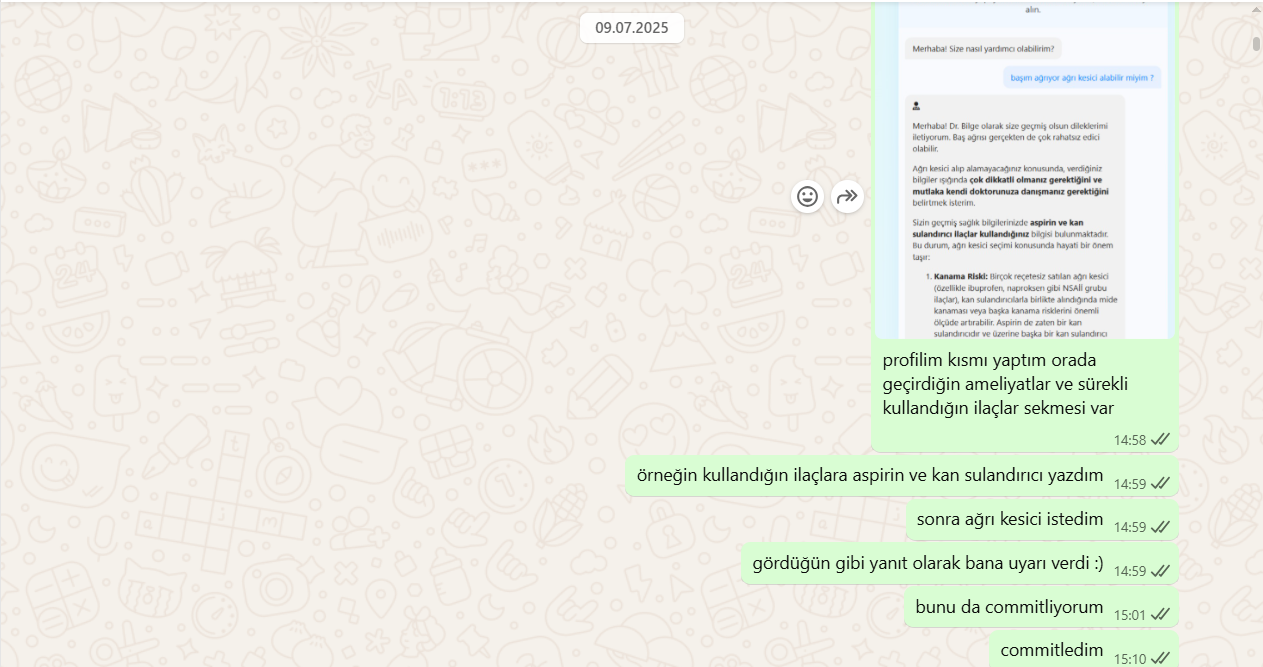 alın.
09.07.2025
Merhaba! Size nasıl yardımcı olabilirim?
başım ağrıyor ağrı kesici alabilir miyim ?
Merhaba! Dr. Bilge olarak size geçmiş olsun dileklerimi
iletiyorum. Baş ağrısı gerçekten de çok rahatsız edici
olabilir.
Ağrı kesici alıp alamayacağınız konusunda, verdiğiniz
bilgiler ışığında çok dikkatli olmanız gerektiğini ve
mutlaka kendi doktorunuza danışmanız gerektiğini
belirtmek isterim.
Sizin geçmiş sağlık bilgilerinizde aspirin ve kan
sulandırıcı ilaçlar kullandığınız bilgisi bulunmaktadır.
Bu durum, ağrı kesici seçimi konusunda hayati bir önem
taşır:
1. Kanama Riski: Birçok reçetesiz satılan ağrı kesici
(özellikle ibuprofen, naproksen gibi NSAİİ grubu
ilaçlar), kan sulandırıcılarla birlikte alındığında mide
kanaması veya başka kanama risklerini önemli
ölçüde artırabilir. Aspirin de zaten bir kan
sulandırıcıdır ve üzerine başka bir kan sulandırıcı
profilim kısmı yaptım orada
geçirdiğin ameliyatlar ve sürekli
kullandığın ilaçlar sekmesi var
14:58
örneğin kullandığın ilaçlara aspirin ve kan sulandırıcı yazdım 14:59
sonra ağrı kesici istedim 14:59
gördüğün gibi yanıt olarak bana uyarı verdi :) 14:59
bunu da commitliyorum 15:01
commitledim 15:10